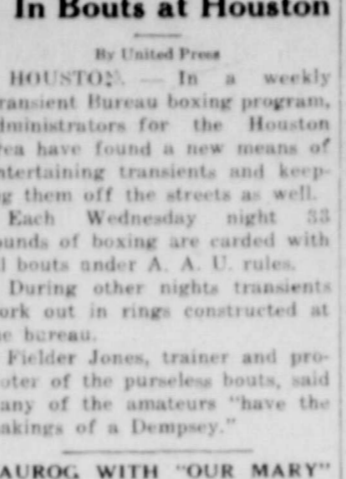 In Bouts at Houston
By United Press
HOUSTON. — In a weekly
ransient Bureau boxing program,
dministrators for the Houston
rea have found a new means of
ntertaining transients and keep-
g them off the streets as well.
Each Wednesday night 33
ounds of boxing are carded with
l bouts under A. A. U. rules.
During other nights transients
ork out in rings constructed at
e bureau.
Fielder Jones, trainer and pro-
oter of the purseless bouts, said
any of the amateurs "have the
akings of a Dempsey."
AUROG WITH "OUR MARY"